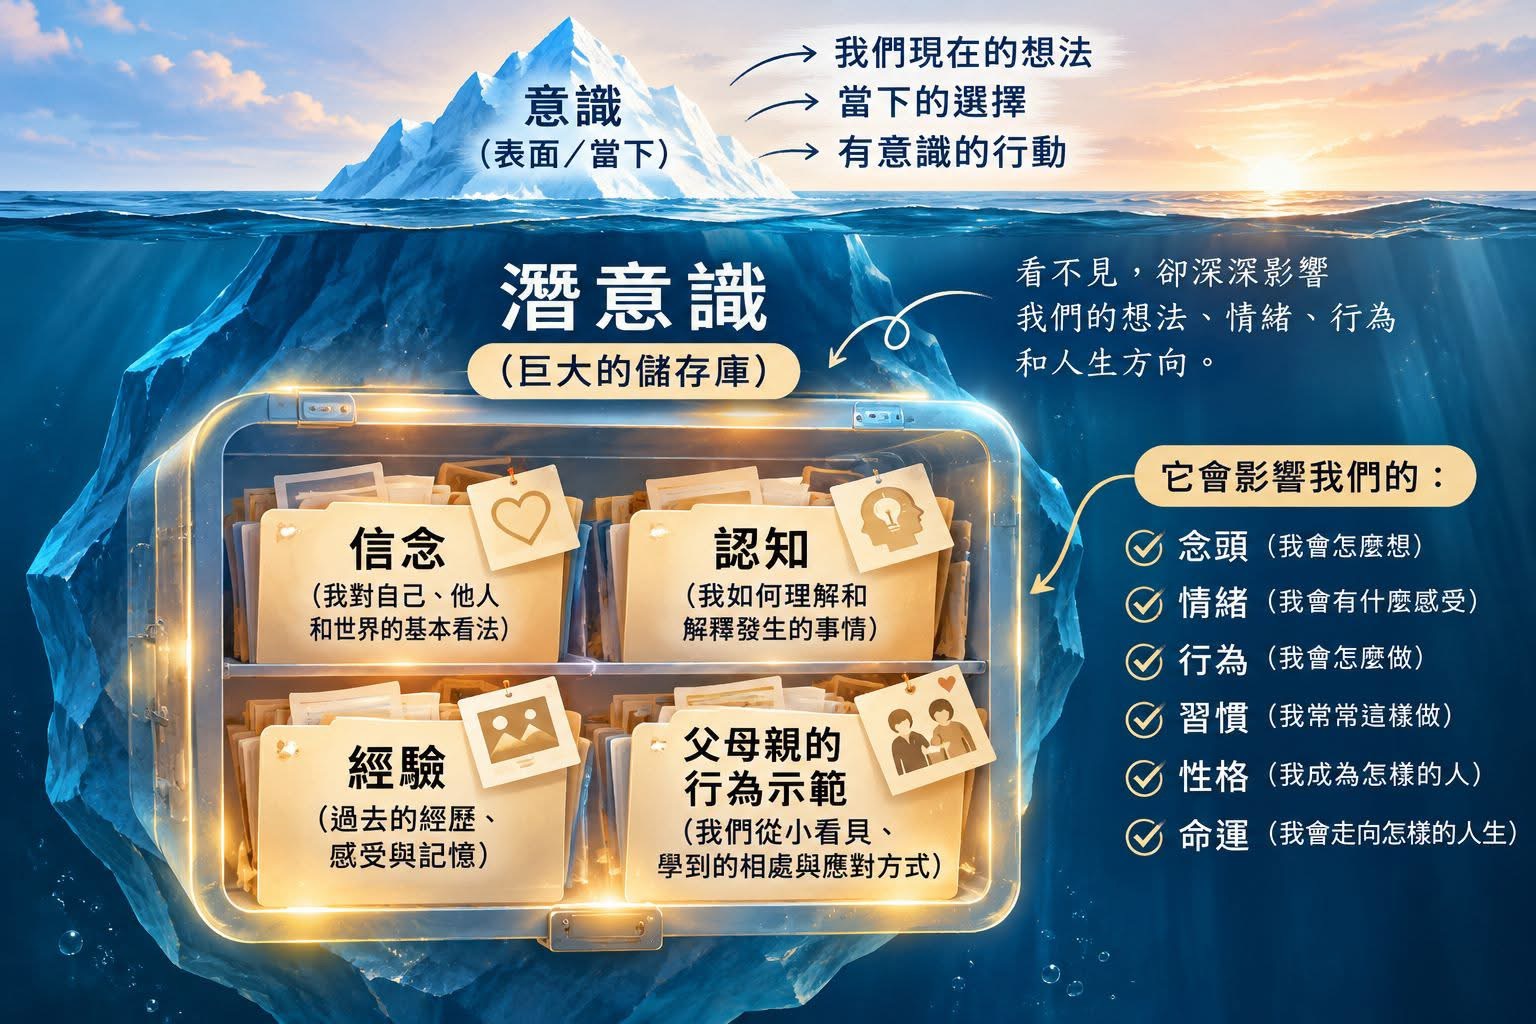 意識
（表面／當下）
我們現在的想法
當下的選擇
有意識的行動
潛意識
（巨大的儲存庫）
看不見，卻深深影響
我們的想法、情緒、行為
和人生方向。
信念
（我對自己、他人
和世界的基本看法）
認知
（我如何理解和
解釋發生的事情）
經驗
（過去的經歷、
感受與記憶）
父母親的
行為示範
（我們從小看貝、
學到的相處與應對方式）
它會影響我們的：
念頭（我會怎麼想）
情緒（我會有什麼感受）
行為（我會怎麼做）
習慣（我常常這樣做）
性格（我成為怎樣的人）
命運（我會走向怎樣的人生）